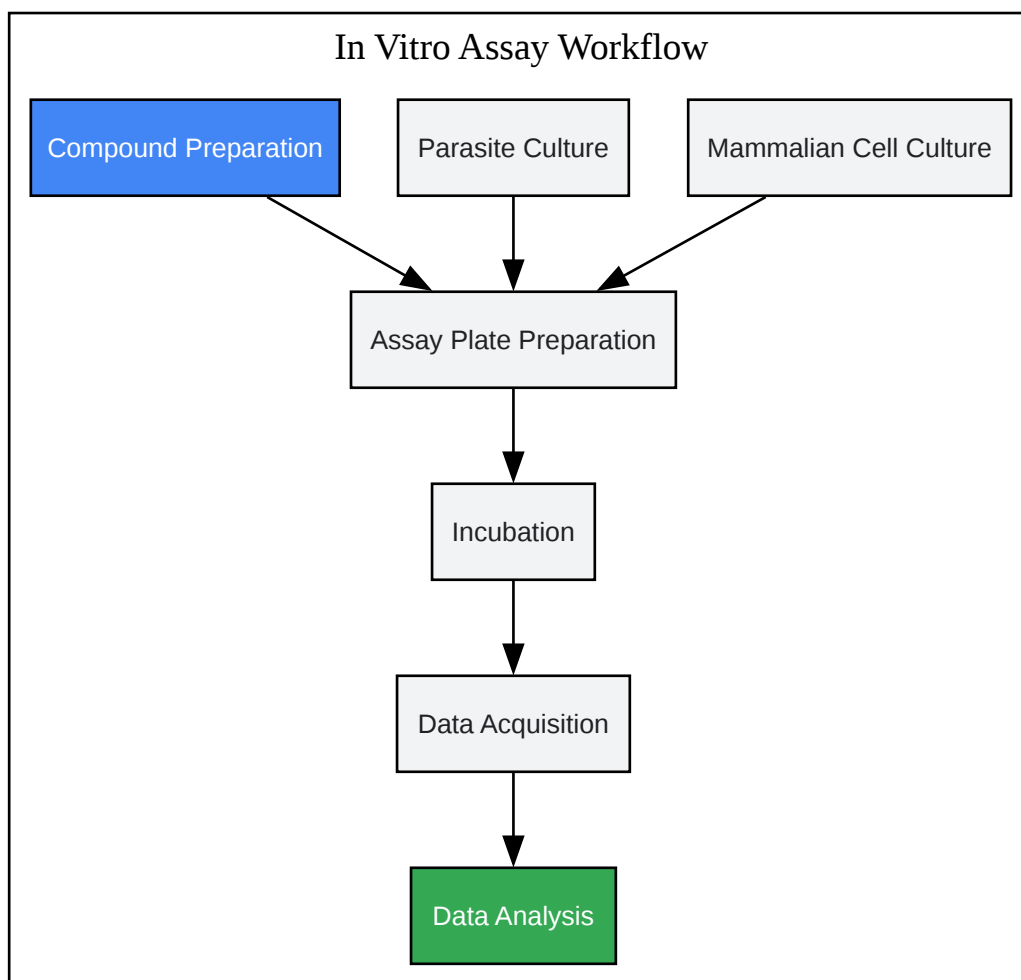 In Vitro Assay Workflow
Compound Preparation
Parasite Culture
Mammalian Cell Culture
Assay Plate Preparation
Incubation
Data Acquisition
Data Analysis